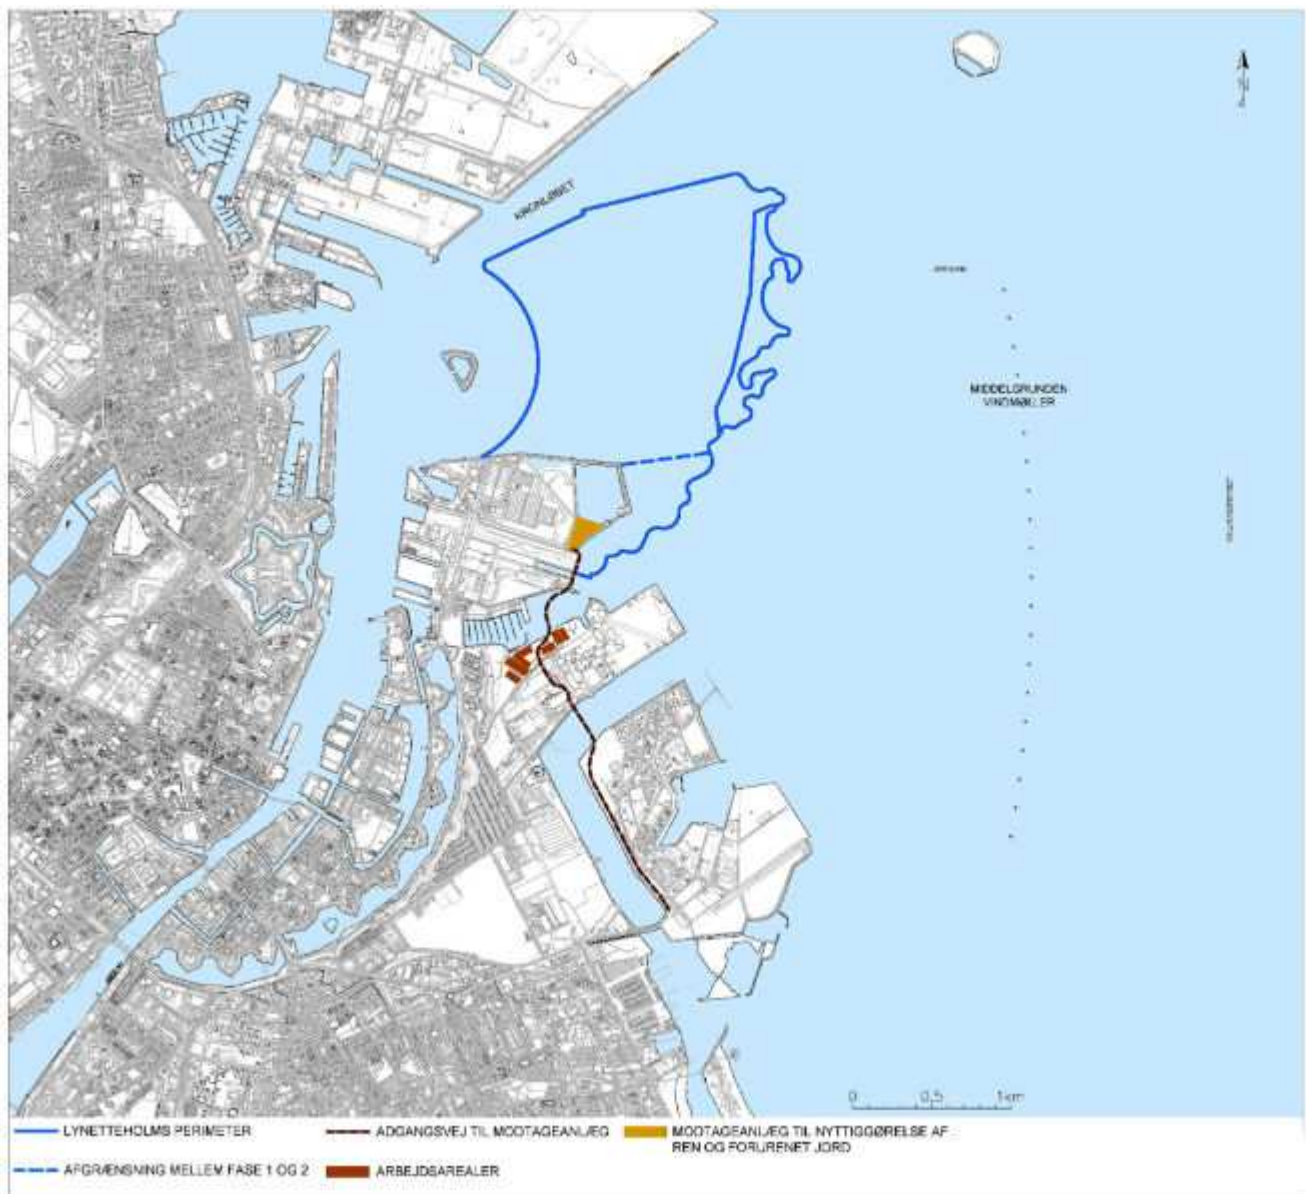 KRONLØBET
MIDDELGRUNDEN
VINDMØLLER
0 0,5 1km
LYNETTEHOLMS PERIMETER
ADGANGSVEJ TIL MODTAGEANLÆG
MODTAGEANLÆG TIL NYTTIGGØRELSE AF
REN OG FORURENET JORD
AFGRÆNSNING MELLEM FASE 1 OG 2
ARBEJDSAREALER